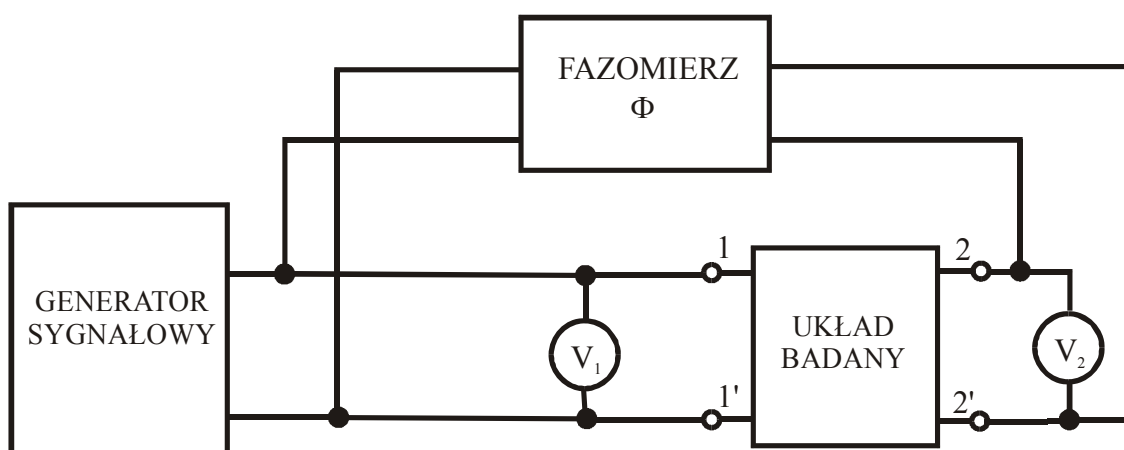 FAZOMIERZ
Φ
GENERATOR
SYGNAŁOWY
1
2
V₁
UKŁAD
BADANY
V₂
1'
2'